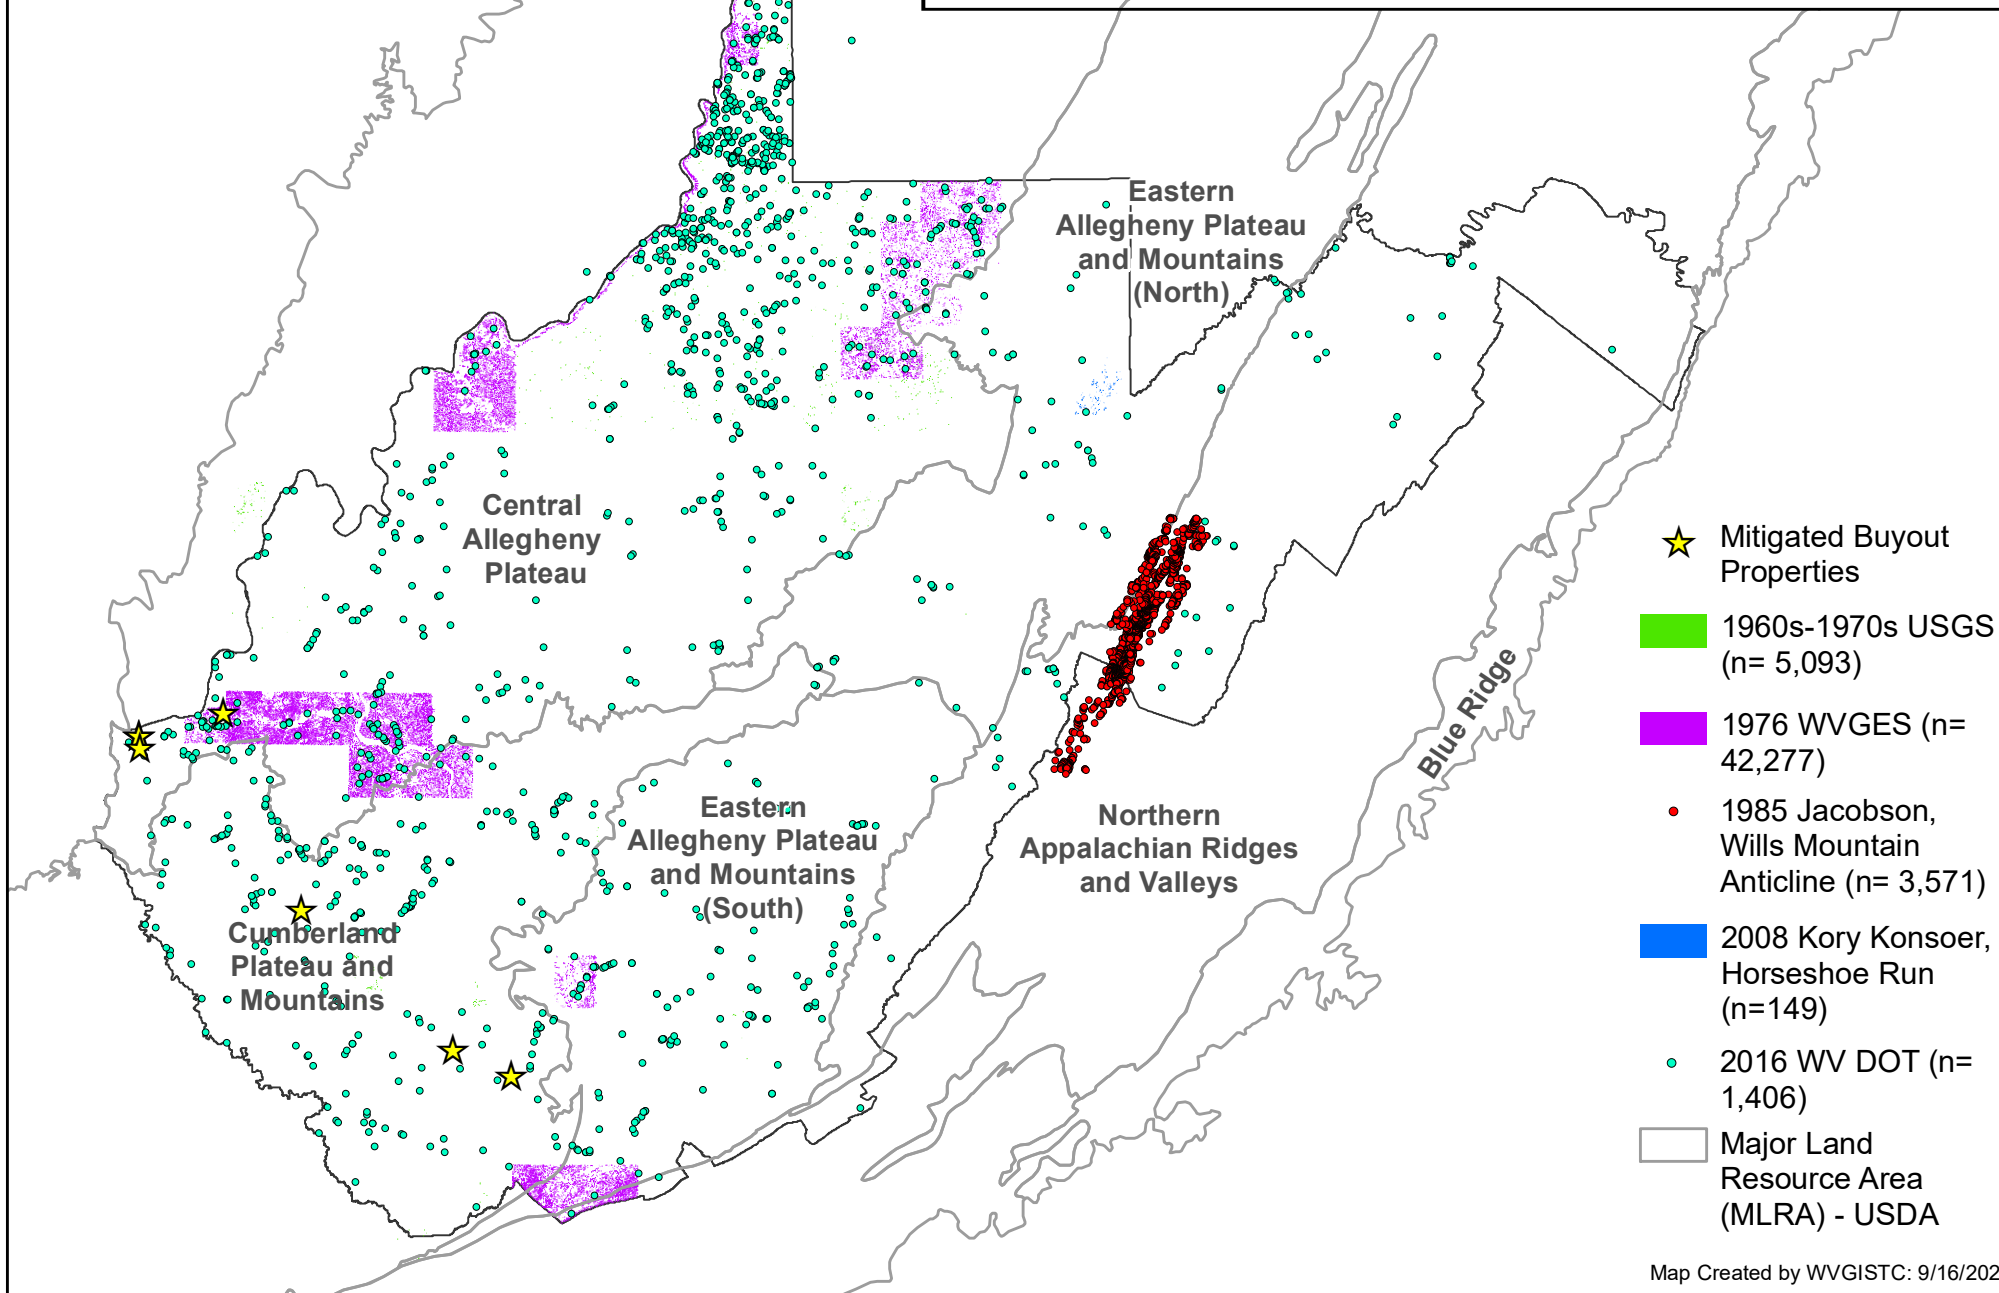 Eastern
Allegheny Plateau
and Mountains
(North)
Central
Allegheny
Plateau
Mitigated Buyout
Properties
1960s-1970s USGS
(n= 5,093)
Blue Ridge
1976 WVGES (n=
42,277)
Eastern
Allegheny Plateau
and Mountains
(South)
Northern
Appalachian Ridges
and Valleys
1985 Jacobson,
Wills Mountain
Anticline (n= 3,571)
Cumberland
Plateau and
Mountains
2008 Kory Konsoer,
Horseshoe Run
(n=149)
2016 WV DOT (n=
1,406)
Major Land
Resource Area
(MLRA) - USDA
Map Created by WVGISTC: 9/16/202